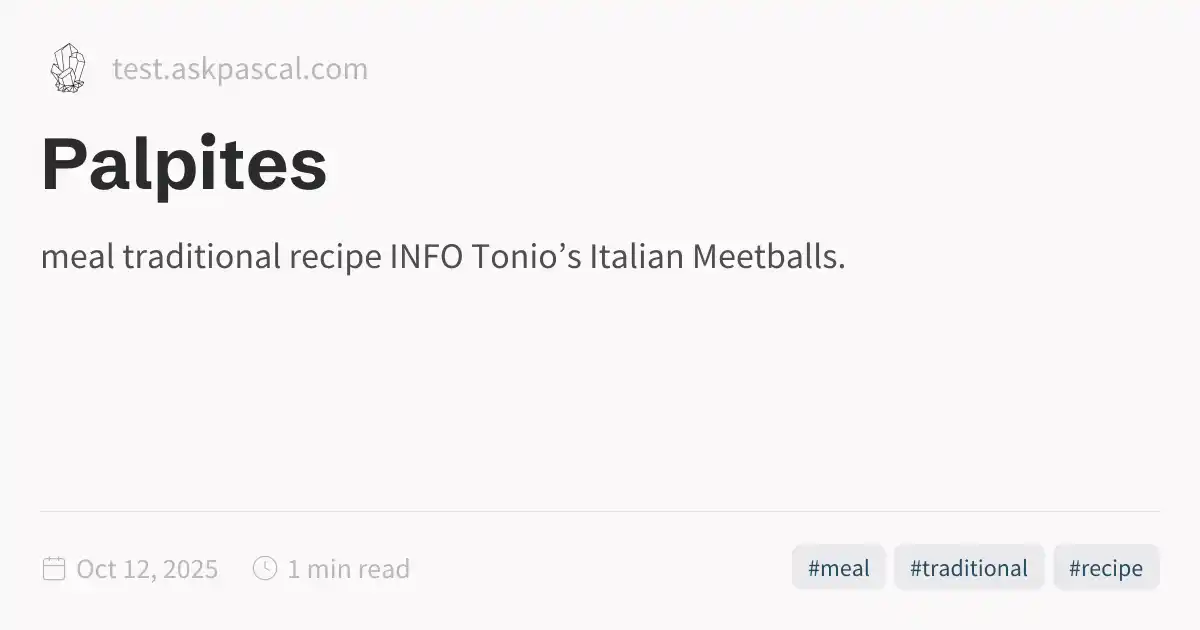 test.askpascal.com
Palpites
meal traditional recipe INFO Tonio’s Italian Meetballs.
Oct 12, 2025 1 min read #meal #traditional #recipe